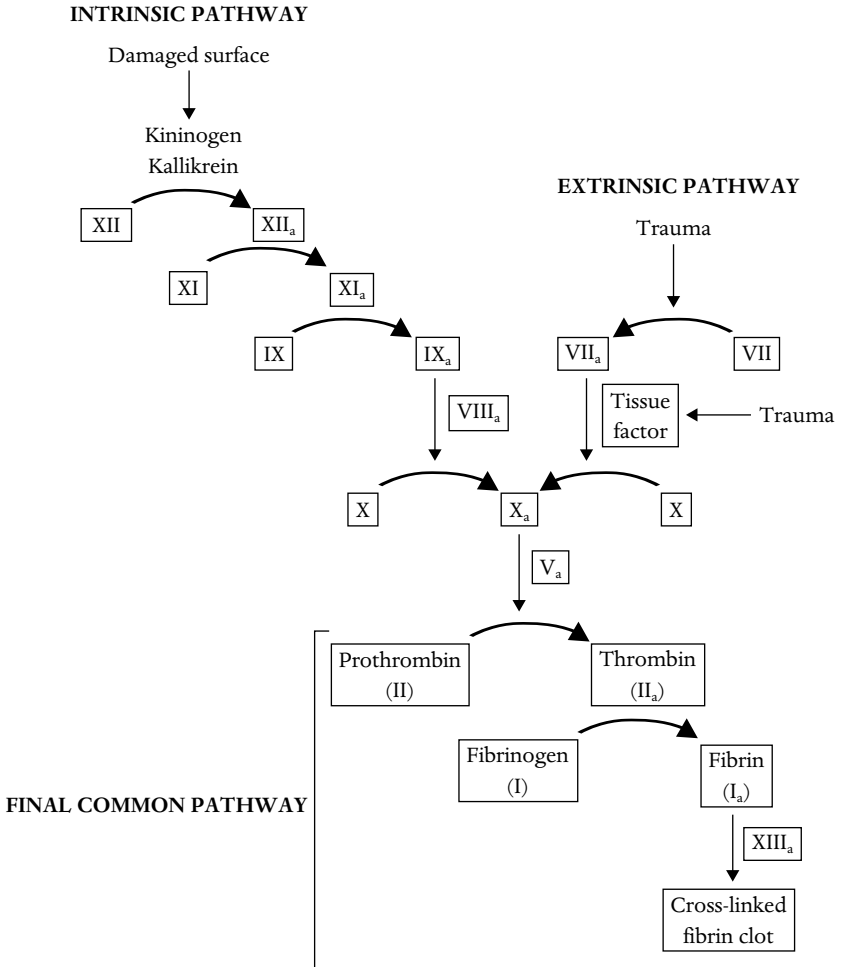 INTRINSIC PATHWAY
Damaged surface
Kininogen
Kallikrein
EXTRINSIC PATHWAY
XII
XIIₐ
Trauma
XI
XIₐ
IX
IXₐ
VIIₐ
VII
VIIIₐ
Tissue
factor
Trauma
X
Xₐ
X
Vₐ
Prothrombin
(II)
Thrombin
(IIₐ)
Fibrinogen
(I)
Fibrin
(Iₐ)
FINAL COMMON PATHWAY
XIIIₐ
Cross-linked
fibrin clot